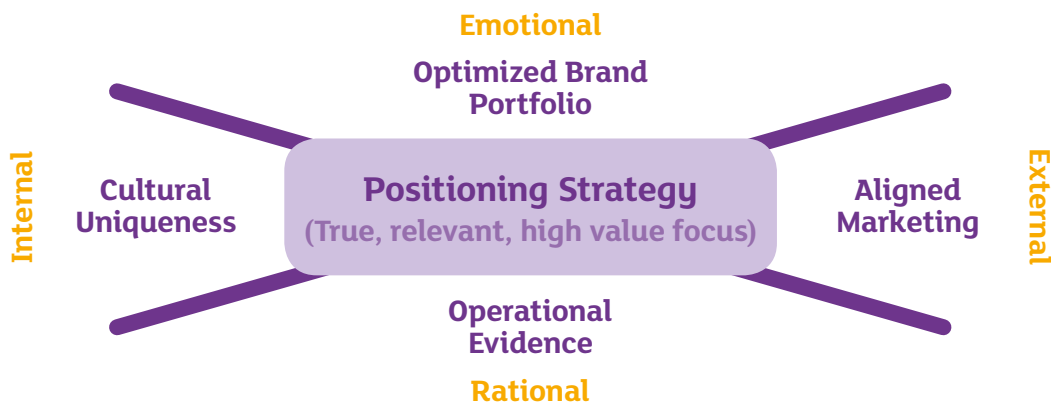 Emotional
Optimized Brand
Portfolio
Internal
Cultural
Uniqueness
Positioning Strategy
(True, relevant, high value focus)
Aligned
Marketing
External
Operational
Evidence
Rational